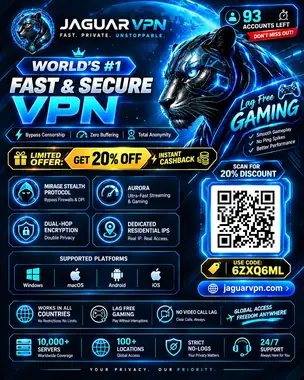 JAGUAR VPN
FAST. PRIVATE. UNSTOPPABLE.
93
ACCOUNTS LEFT
DON'T MISS OUT!
WORLD'S #1
FAST & SECURE
VPN
Bypass Censorship
Zero Buffering
Total Anonymity
Lag Free
GAMING
Smooth Gameplay
No Ping Spikes
Better Performance
LIMITED
OFFER:
GET 20% OFF
INSTANT
CASHBACK
SCAN FOR
20% DISCOUNT
MIRAGE STEALTH
PROTOCOL
Bypass Firewalls & DPI
AURORA
Ultra-Fast Streaming
& Gaming
DUAL-HOP
ENCRYPTION
Double Privacy
DEDICATED
RESIDENTIAL IPS
Real IP. Real Access.
SUPPORTED PLATFORMS
Windows
macOS
Android
iOS
USE CODE:
6ZXQ6ML
jaguarvpn.com
WORKS IN ALL
COUNTRIES
No Restrictions. No Limits.
LAG FREE
GAMING
Play Without Interruptions
NO VIDEO CALL LAG
Clear Calls. Always.
GLOBAL ACCESS
FREEDOM ANYWHERE
10,000+
SERVERS
Worldwide Coverage
100+
LOCATIONS
Global Access
STRICT
NO-LOGS
Your Privacy Matters
24/7
SUPPORT
Always Here for You
YOUR PRIVACY. OUR PRIORITY.